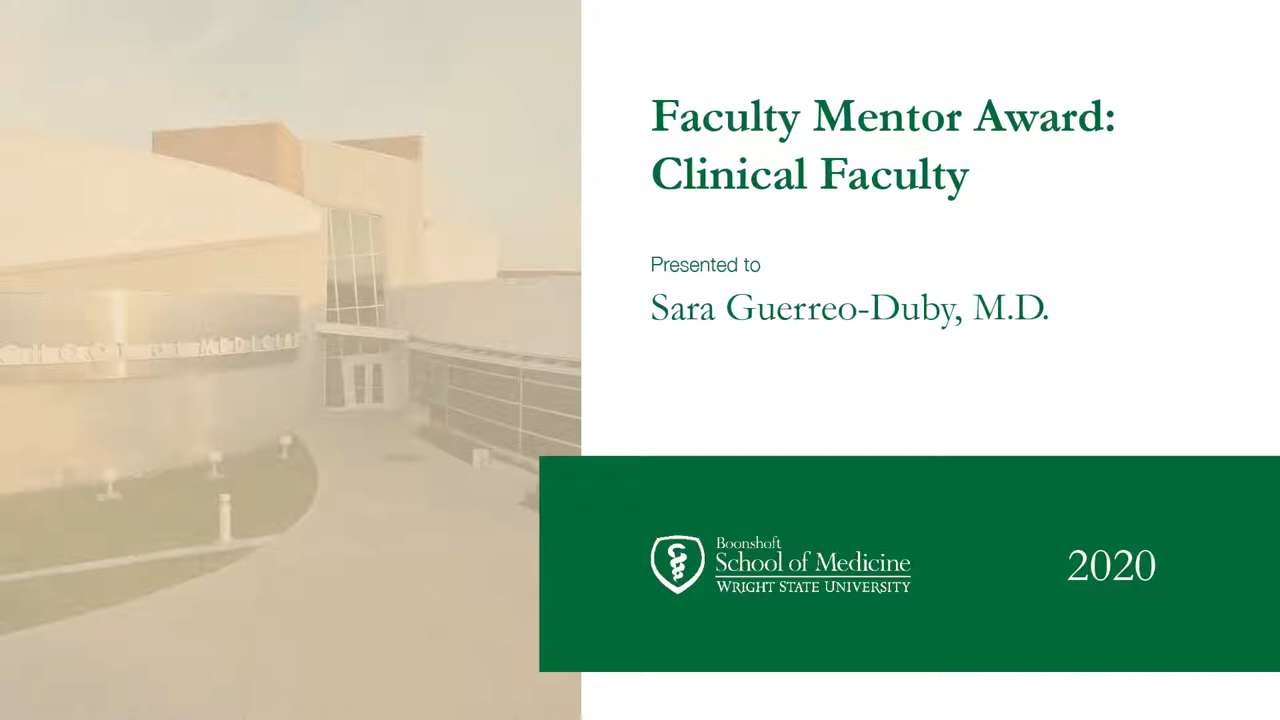 Faculty Mentor Award:
Clinical Faculty
Presented to
Sara Guerreo-Duby, M.D.
Boonshoft
School of Medicine
WRIGHT STATE UNIVERSITY
2020